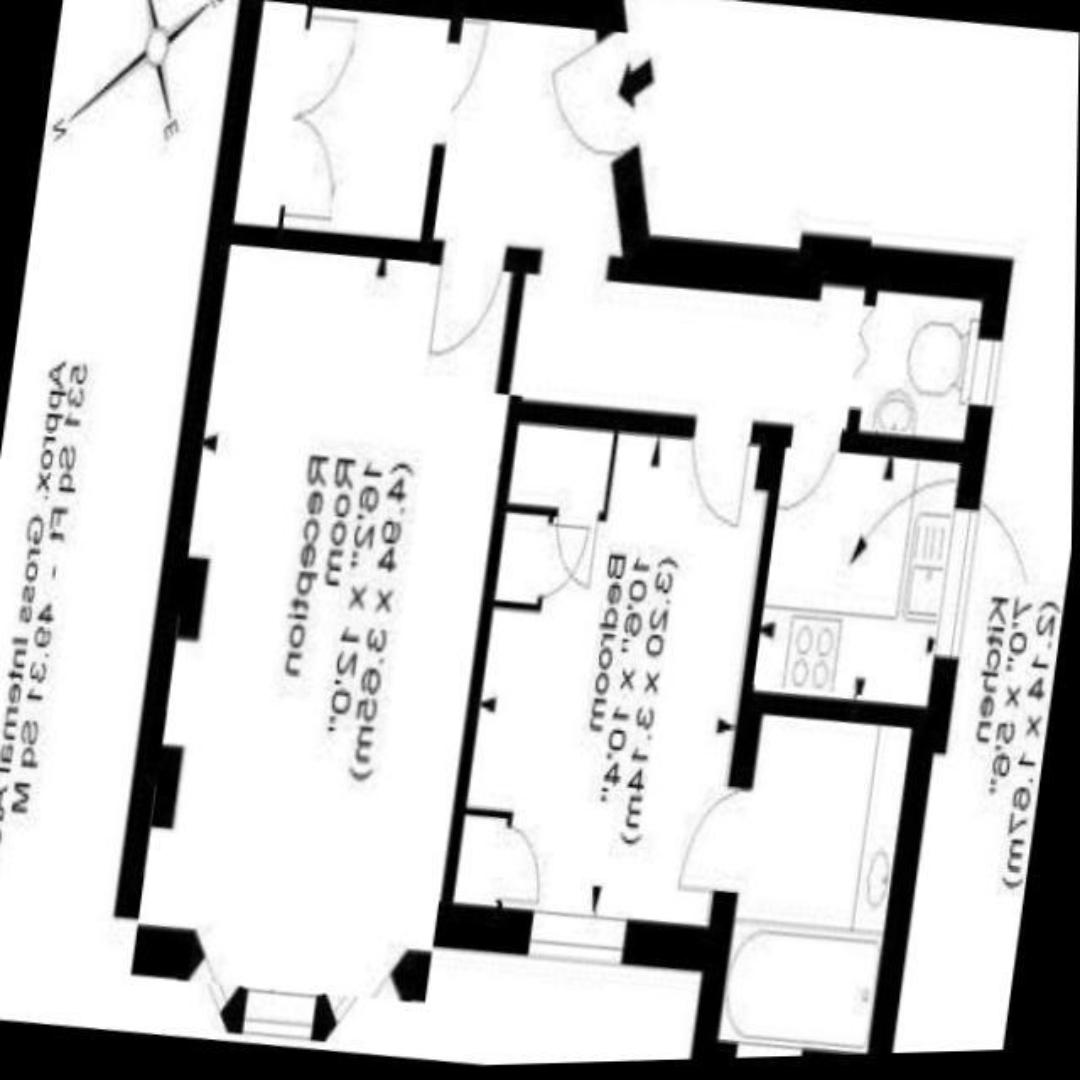 E
Reception
Room
16'2" x 12'0"
(4.94 x 3.65m)
Bedroom
10'6" x 10'4"
(3.20 x 3.14m)
Kitchen
7'0" x 5'6"
(2.14 x 1.67m)
Approx. Gross Internal
531 Sq Ft - 49.31 Sq M